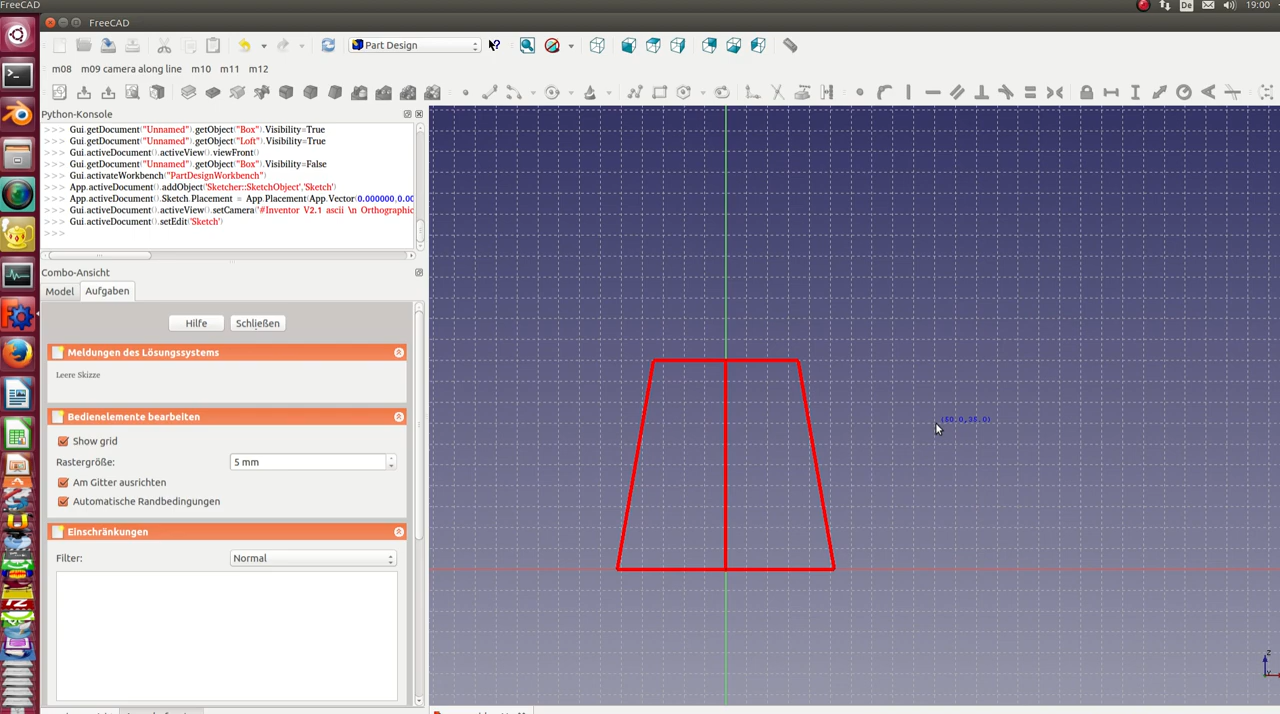 FreeCAD
De
19:00
FreeCAD
Part Design
m08 m09 camera along line m10 m11 m12
Python-Konsole
>>> Gui.getDocument("Unnamed").getObject("Box").Visibility=True
>>> Gui.getDocument("Unnamed").getObject("Loft").Visibility=True
>>> Gui.activeDocument().activeView().viewFront()
>>> Gui.getDocument("Unnamed").getObject("Box").Visibility=False
>>> Gui.activateWorkbench("PartDesignWorkbench")
>>> App.activeDocument().addObject('Sketcher::SketchObject','Sketch')
>>> App.activeDocument().Sketch.Placement = App.Placement(App.Vector(0.000000,0.00
>>> Gui.activeDocument().activeView().setCamera('#Inventor V2.1 ascii \n Orthographic
>>> Gui.activeDocument().setEdit('Sketch')
>>>
Combo-Ansicht
Model Aufgaben
Hilfe Schließen
Meldungen des Lösungssystems
Leere Skizze
Bedienelemente bearbeiten
Show grid
Rastergröße: 5 mm
Am Gitter ausrichten
Automatische Randbedingungen
Einschränkungen
Filter: Normal
(50.0,35.0)
z